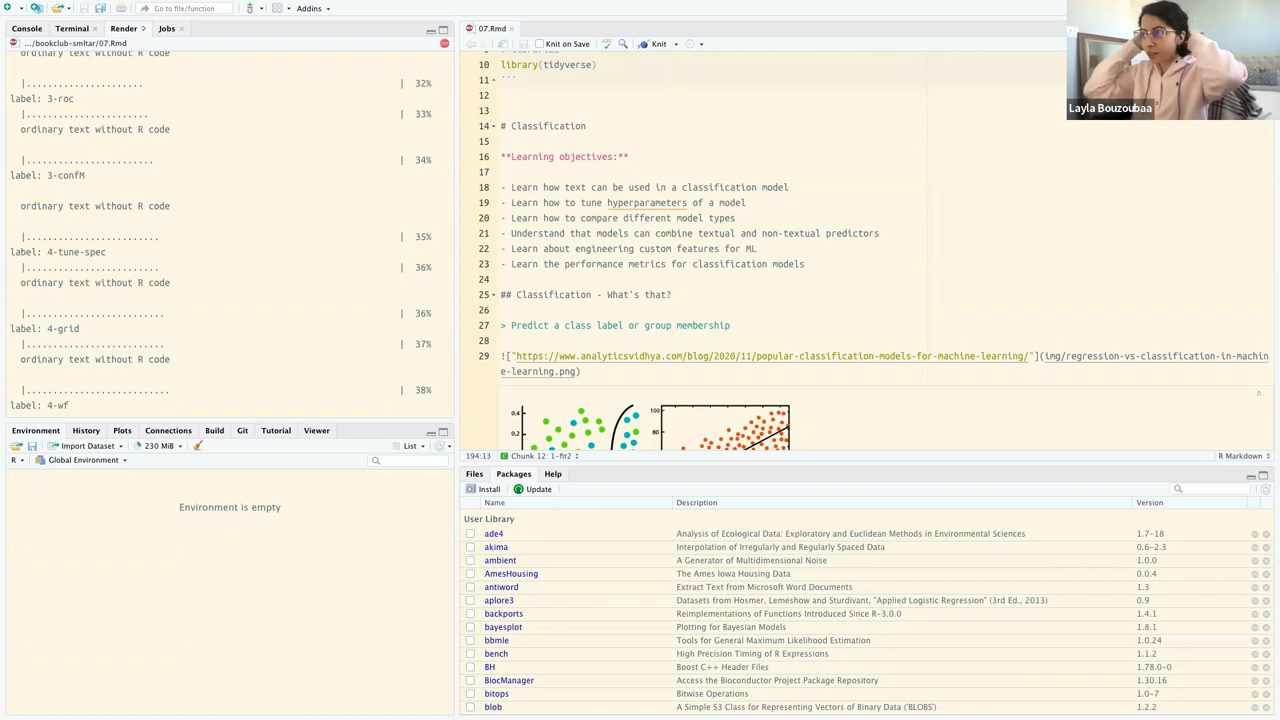 Go to file/function
Addins
Console
Terminal
Render
Jobs
.../bookclub-smltar/07.Rmd
ordinary text without R code
|...................... | 32%
label: 3-roc
|....................... | 33%
ordinary text without R code
|........................ | 34%
label: 3-confM
ordinary text without R code
|......................... | 35%
label: 4-tune-spec
|......................... | 36%
ordinary text without R code
|.......................... | 36%
label: 4-grid
|.......................... | 37%
ordinary text without R code
|........................... | 38%
label: 4-wf
Environment
History
Plots
Connections
Build
Git
Tutorial
Viewer
Import Dataset
230 MiB
List
R
Global Environment
Environment is empty
07.Rmd
Knit on Save
Knit
10 library(tidyverse)
11 ```
12
13
14 # Classification
15
16 **Learning objectives:**
17
18 - Learn how text can be used in a classification model
19 - Learn how to tune hyperparameters of a model
20 - Learn how to compare different model types
21 - Understand that models can combine textual and non-textual predictors
22 - Learn about engineering custom features for ML
23 - Learn the performance metrics for classification models
24
25 ## Classification - What's that?
26
27 > Predict a class label or group membership
28
29 !["https://www.analyticsvidhya.com/blog/2020/11/popular-classification-models-for-machine-learning/"](img/regression-vs-classification-in-machin
e-learning.png)
0.4
0.2
100
80
60
194:13
Chunk 12: 1-fit2
R Markdown
Files
Packages
Help
Install
Update
Name Description Version
User Library
ade4 Analysis of Ecological Data: Exploratory and Euclidean Methods in Environmental Sciences 1.7-18
akima Interpolation of Irregularly and Regularly Spaced Data 0.6-2.3
ambient A Generator of Multidimensional Noise 1.0.0
AmesHousing The Ames Iowa Housing Data 0.0.4
antiword Extract Text from Microsoft Word Documents 1.3
aplore3 Datasets from Hosmer, Lemeshow and Sturdivant, "Applied Logistic Regression" (3rd Ed., 2013) 0.9
backports Reimplementations of Functions Introduced Since R-3.0.0 1.4.1
bayesplot Plotting for Bayesian Models 1.8.1
bbmle Tools for General Maximum Likelihood Estimation 1.0.24
bench High Precision Timing of R Expressions 1.1.2
BH Boost C++ Header Files 1.78.0-0
BiocManager Access the Bioconductor Project Package Repository 1.30.16
bitops Bitwise Operations 1.0-7
blob A Simple S3 Class for Representing Vectors of Binary Data ('BLOBS') 1.2.2
Layla Bouzoubaa